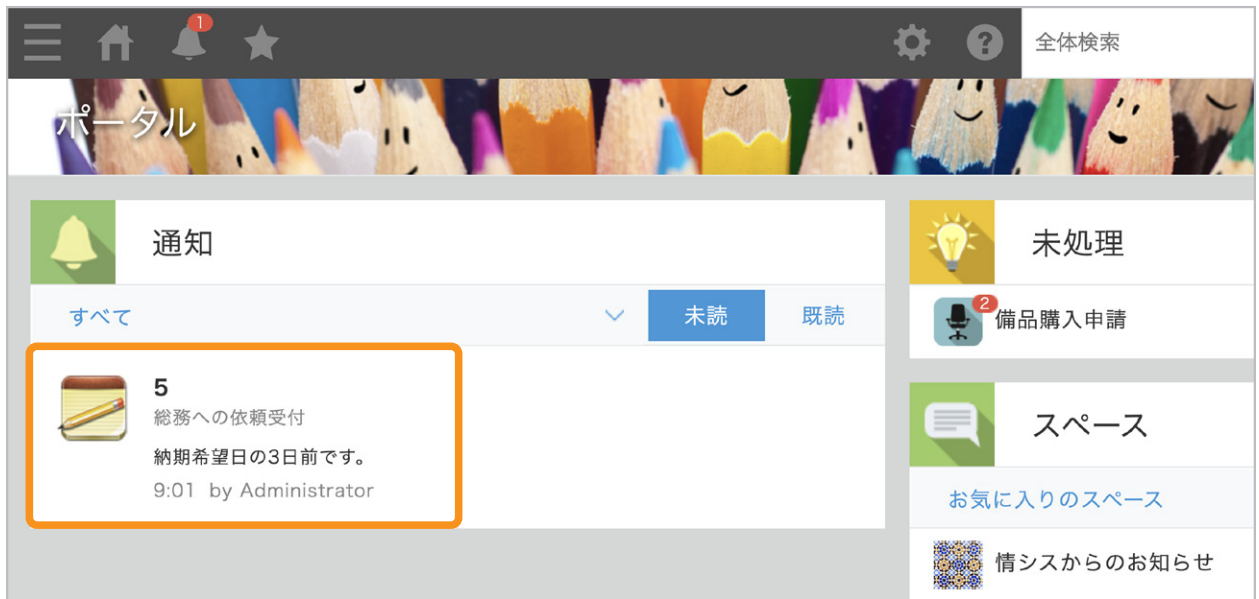 1
全体検索
ポータル
通知
すべて
未読
既読
5
総務への依頼受付
納期希望日の3日前です。
9:01 by Administrator
未処理
2
備品購入申請
スペース
お気に入りのスペース
情シスからのお知らせ